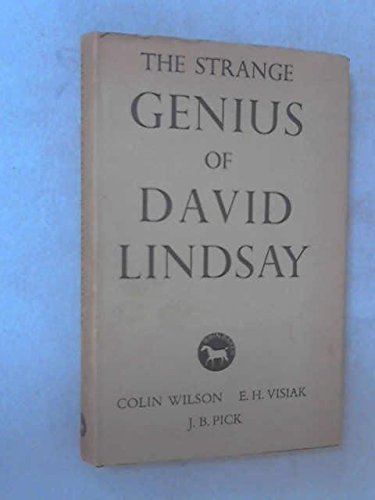 THE STRANGE
GENIUS
OF
DAVID
LINDSAY
COLIN WILSON E. H. VISIAK
J. B. PICK